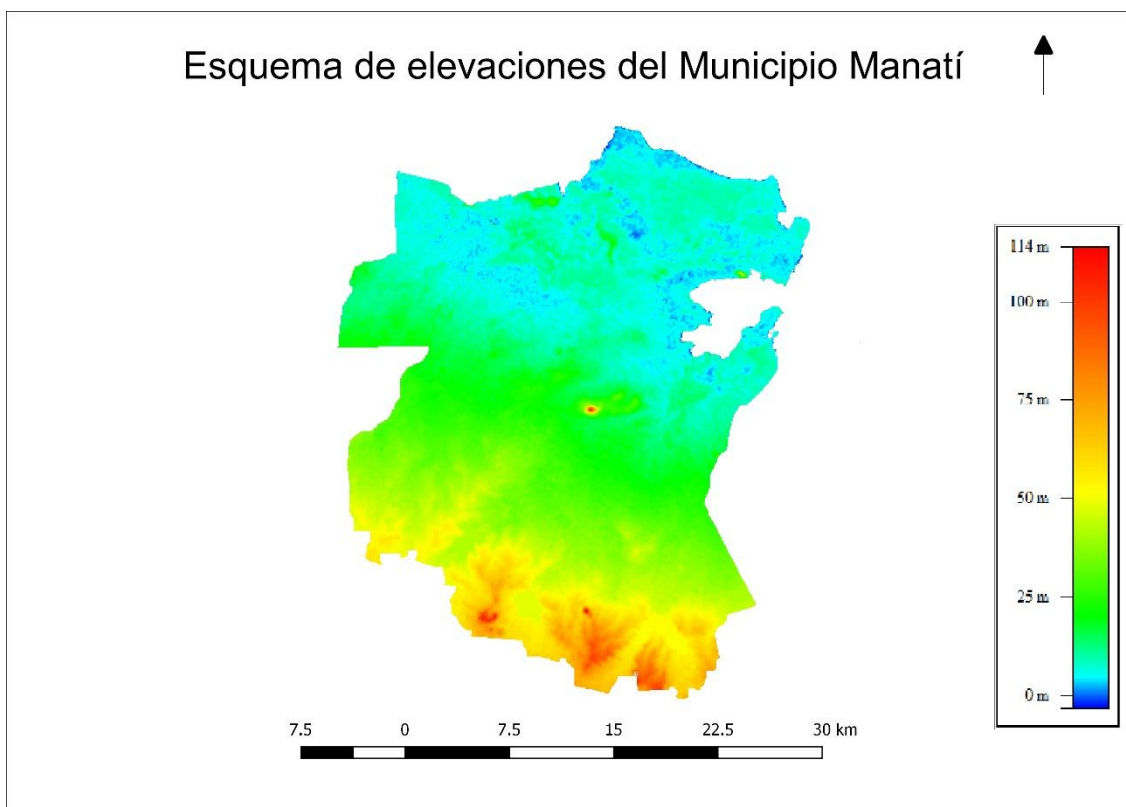 Esquema de elevaciones del Municipio Manatí
114 m
100 m
75 m
50 m
25 m
0 m
7.5 0 7.5 15 22.5 30 km